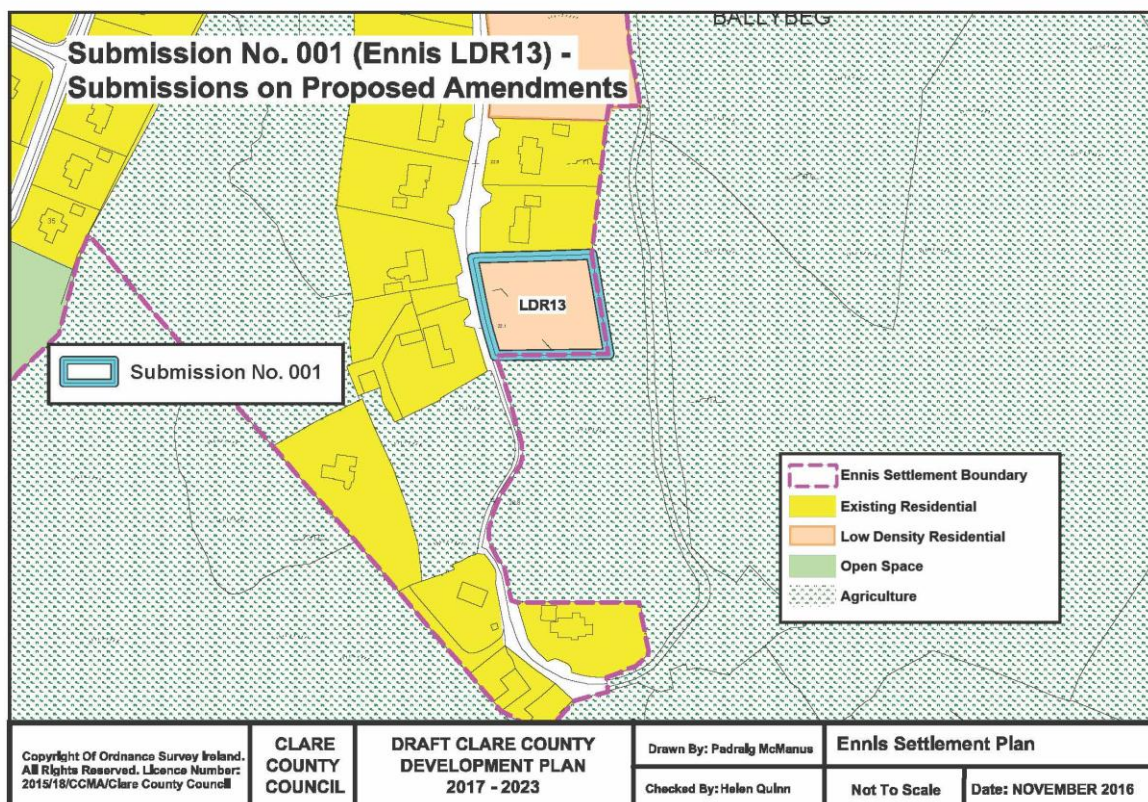 BALLYBEG
Submission No. 001 (Ennis LDR13) -
Submissions on Proposed Amendments
35
LDR13
Submission No. 001
Ennis Settlement Boundary
Existing Residential
Low Density Residential
Open Space
Agriculture
Copyright Of Ordnance Survey Ireland.
All Rights Reserved. Licence Number:
2015/18/CCMA/Clare County Council
CLARE
COUNTY
COUNCIL
DRAFT CLARE COUNTY
DEVELOPMENT PLAN
2017 - 2023
Drawn By: Padraig McManus
Checked By: Helen Quinn
Ennis Settlement Plan
Not To Scale
Date: NOVEMBER 2016